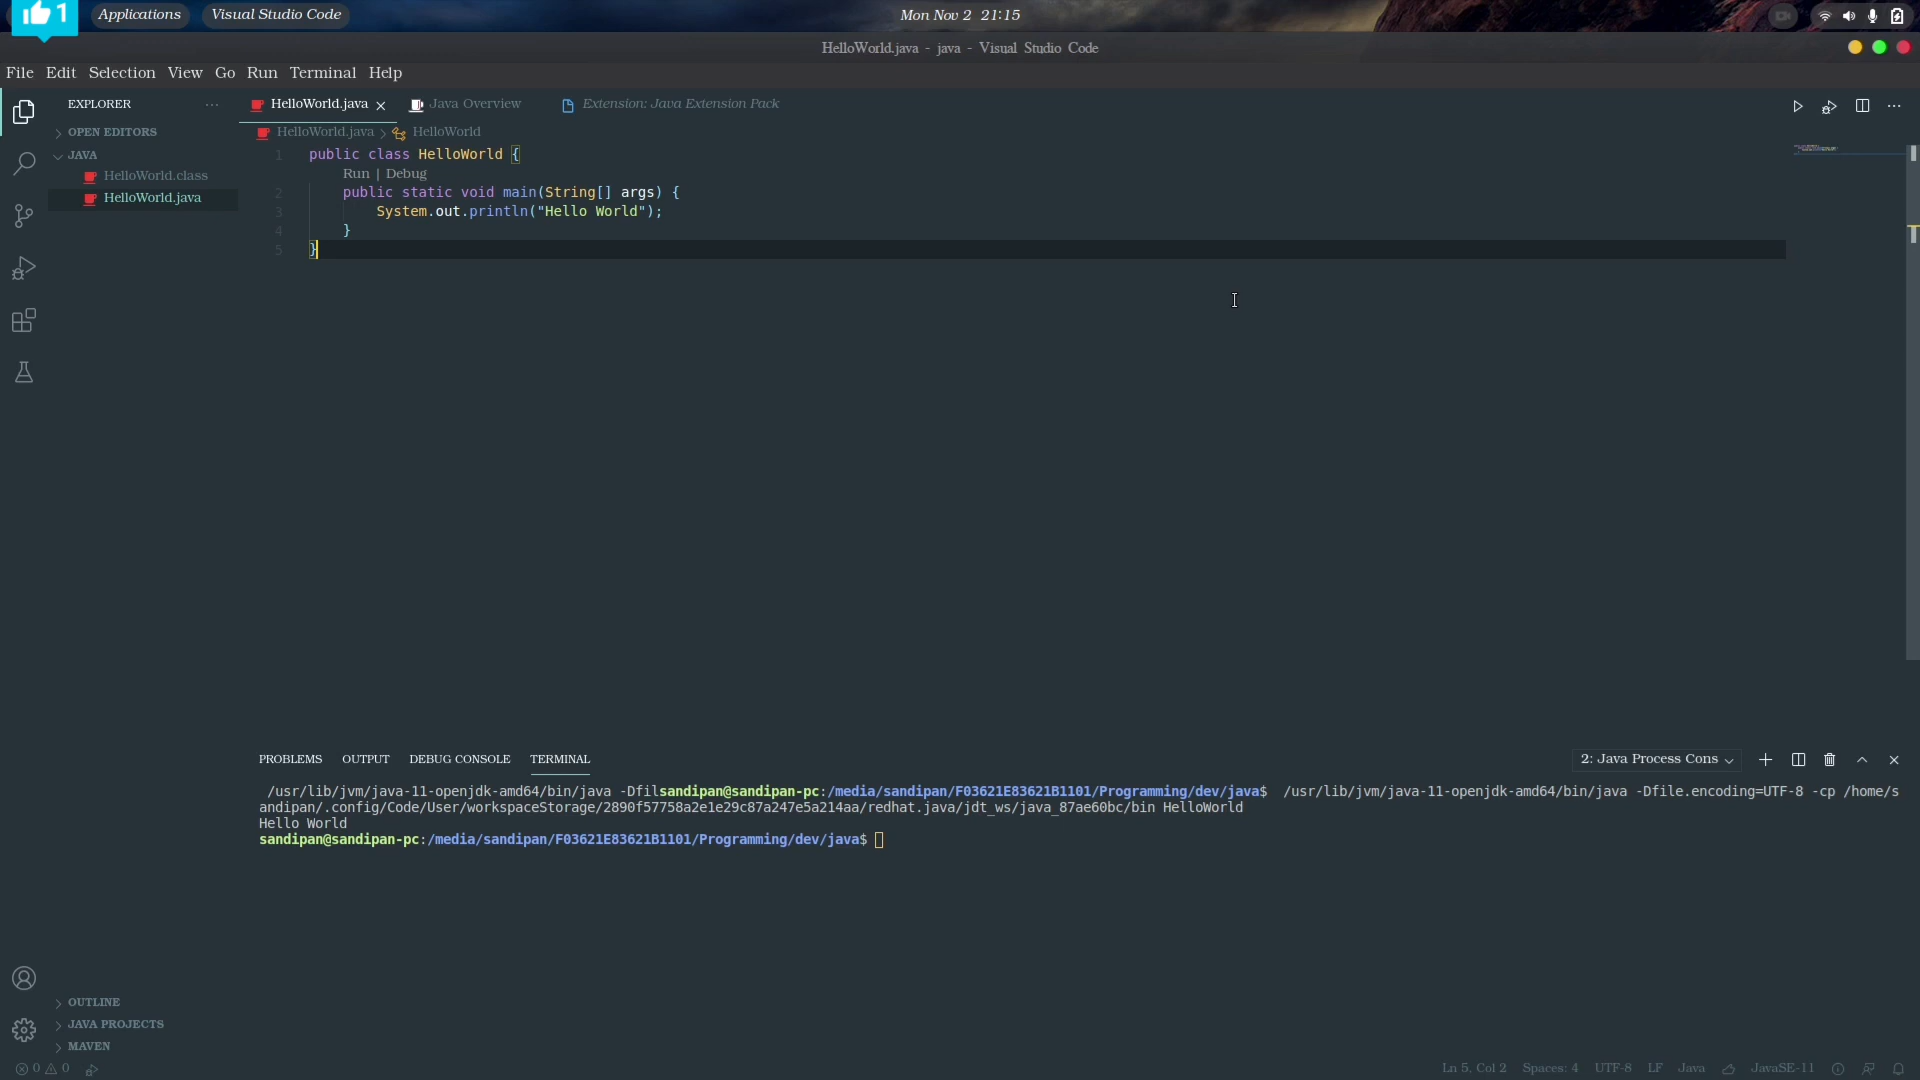 1 Applications Visual Studio Code Mon Nov 2 21:15
HelloWorld.java - java - Visual Studio Code
File Edit Selection View Go Run Terminal Help
EXPLORER HelloWorld.java Java Overview Extension: Java Extension Pack
OPEN EDITORS HelloWorld.java HelloWorld
JAVA
HelloWorld.class
HelloWorld.java
1 public class HelloWorld {
Run | Debug
2 public static void main(String[] args) {
3 System.out.println("Hello World");
4 }
5 }
PROBLEMS OUTPUT DEBUG CONSOLE TERMINAL 2: Java Process Cons
/usr/lib/jvm/java-11-openjdk-amd64/bin/java -Dfilsandipan@sandipan-pc:/media/sandipan/F03621E83621B1101/Programming/dev/java$  /usr/lib/jvm/java-11-openjdk-amd64/bin/java -Dfile.encoding=UTF-8 -cp /home/s
andipan/.config/Code/User/workspaceStorage/2890f57758a2e1e29c87a247e5a214aa/redhat.java/jdt_ws/java_87ae60bc/bin HelloWorld
Hello World
sandipan@sandipan-pc:/media/sandipan/F03621E83621B1101/Programming/dev/java$
OUTLINE
JAVA PROJECTS
MAVEN
0 0 Ln 5, Col 2 Spaces: 4 UTF-8 LF Java JavaSE-11